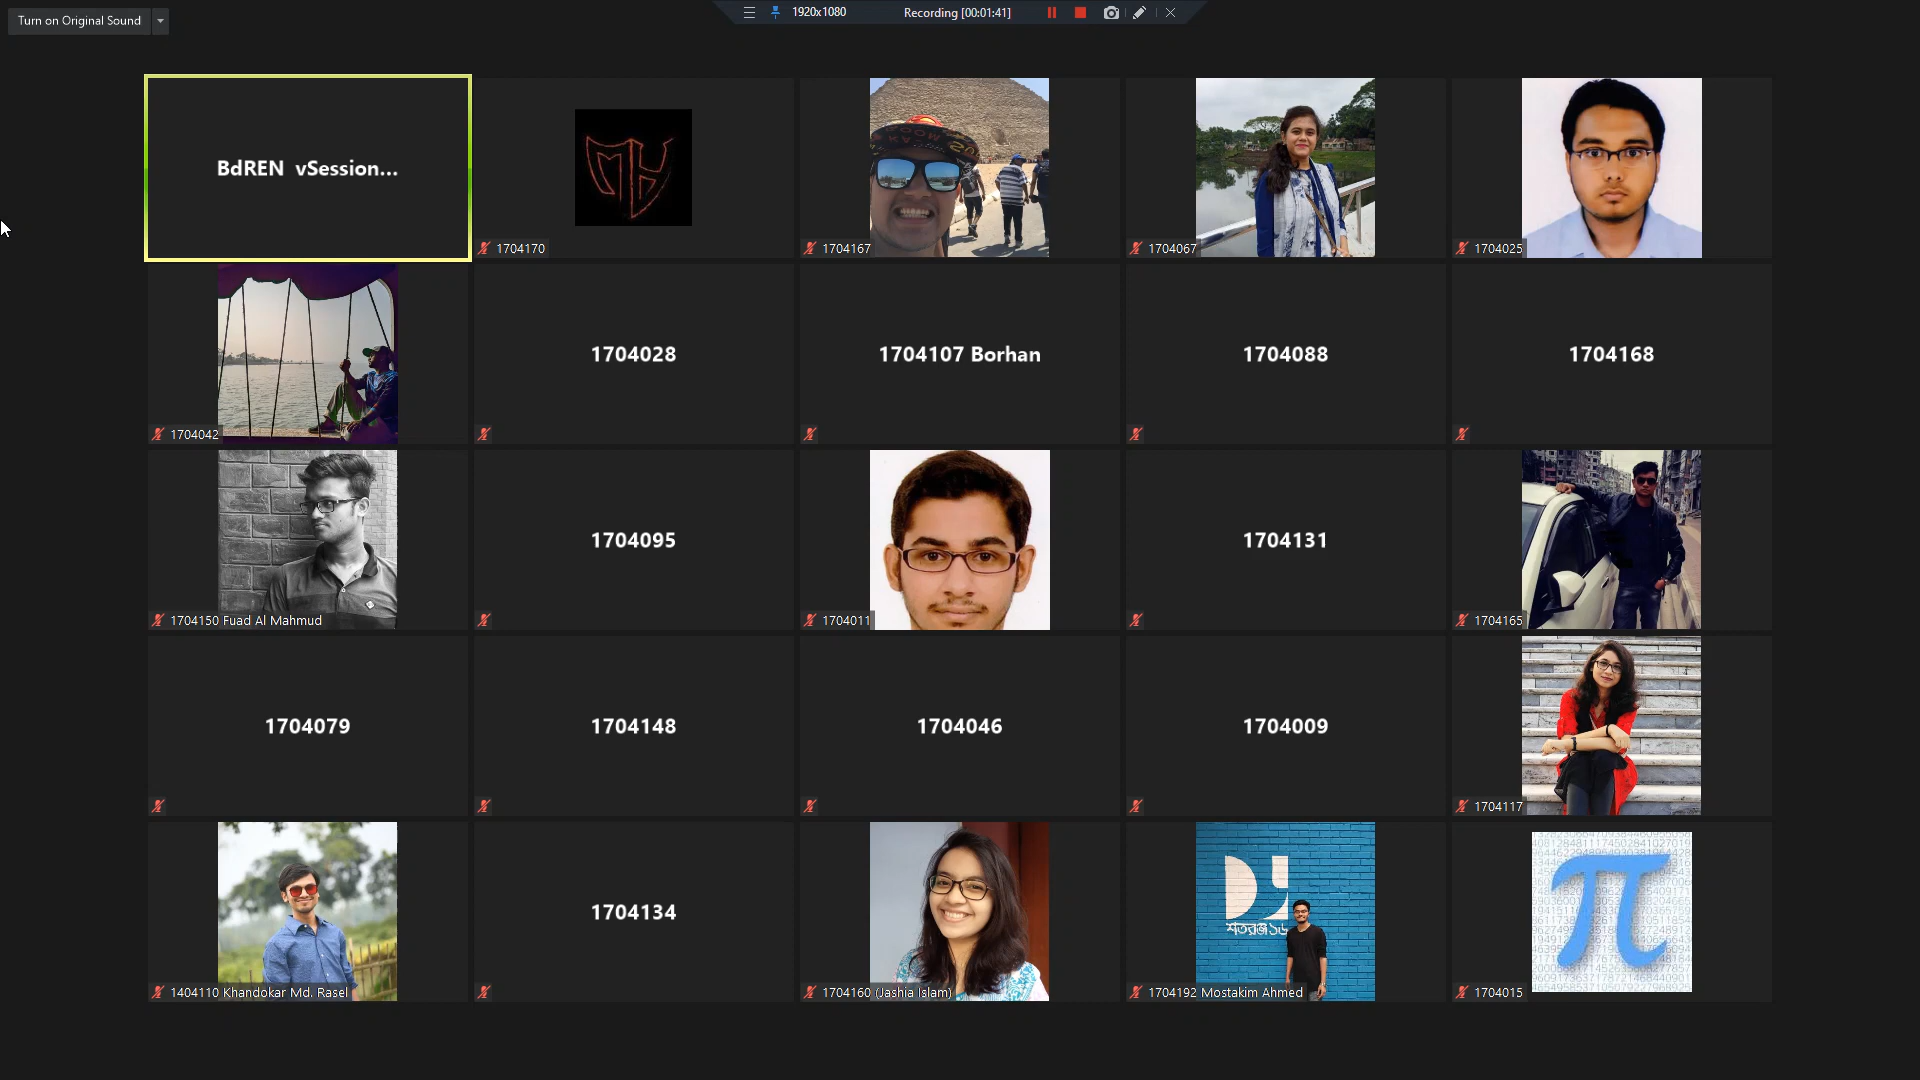 Turn on Original Sound
1920x1080
Recording [00:01:41]
BdREN vSession...
1704170
1704167
1704067
1704025
1704042
1704028
1704107 Borhan
1704088
1704168
1704150 Fuad Al Mahmud
1704095
1704011
1704131
1704165
1704079
1704148
1704046
1704009
1704117
1404110 Khandokar Md. Rasel
1704134
1704160 (Jashia Islam)
শতরঞ্জ১৬
1704192 Mostakim Ahmed
π
1704015